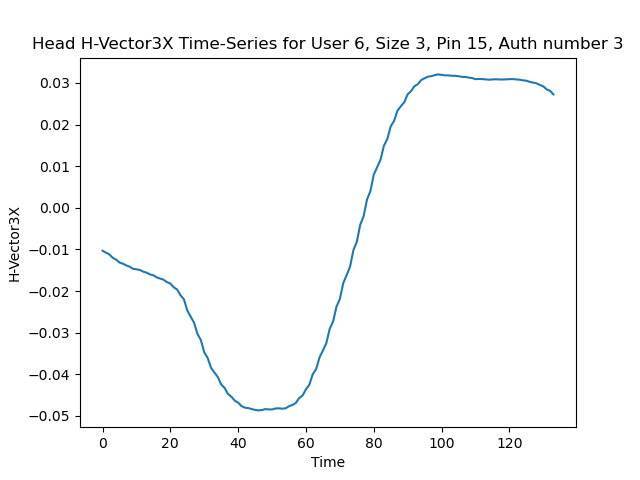 Head H-Vector3X Time-Series for User 6, Size 3, Pin 15, Auth number 3
0.03
0.02
0.01
0.00
−0.01
−0.02
−0.03
−0.04
−0.05
H-Vector3X
0 20 40 60 80 100 120
Time